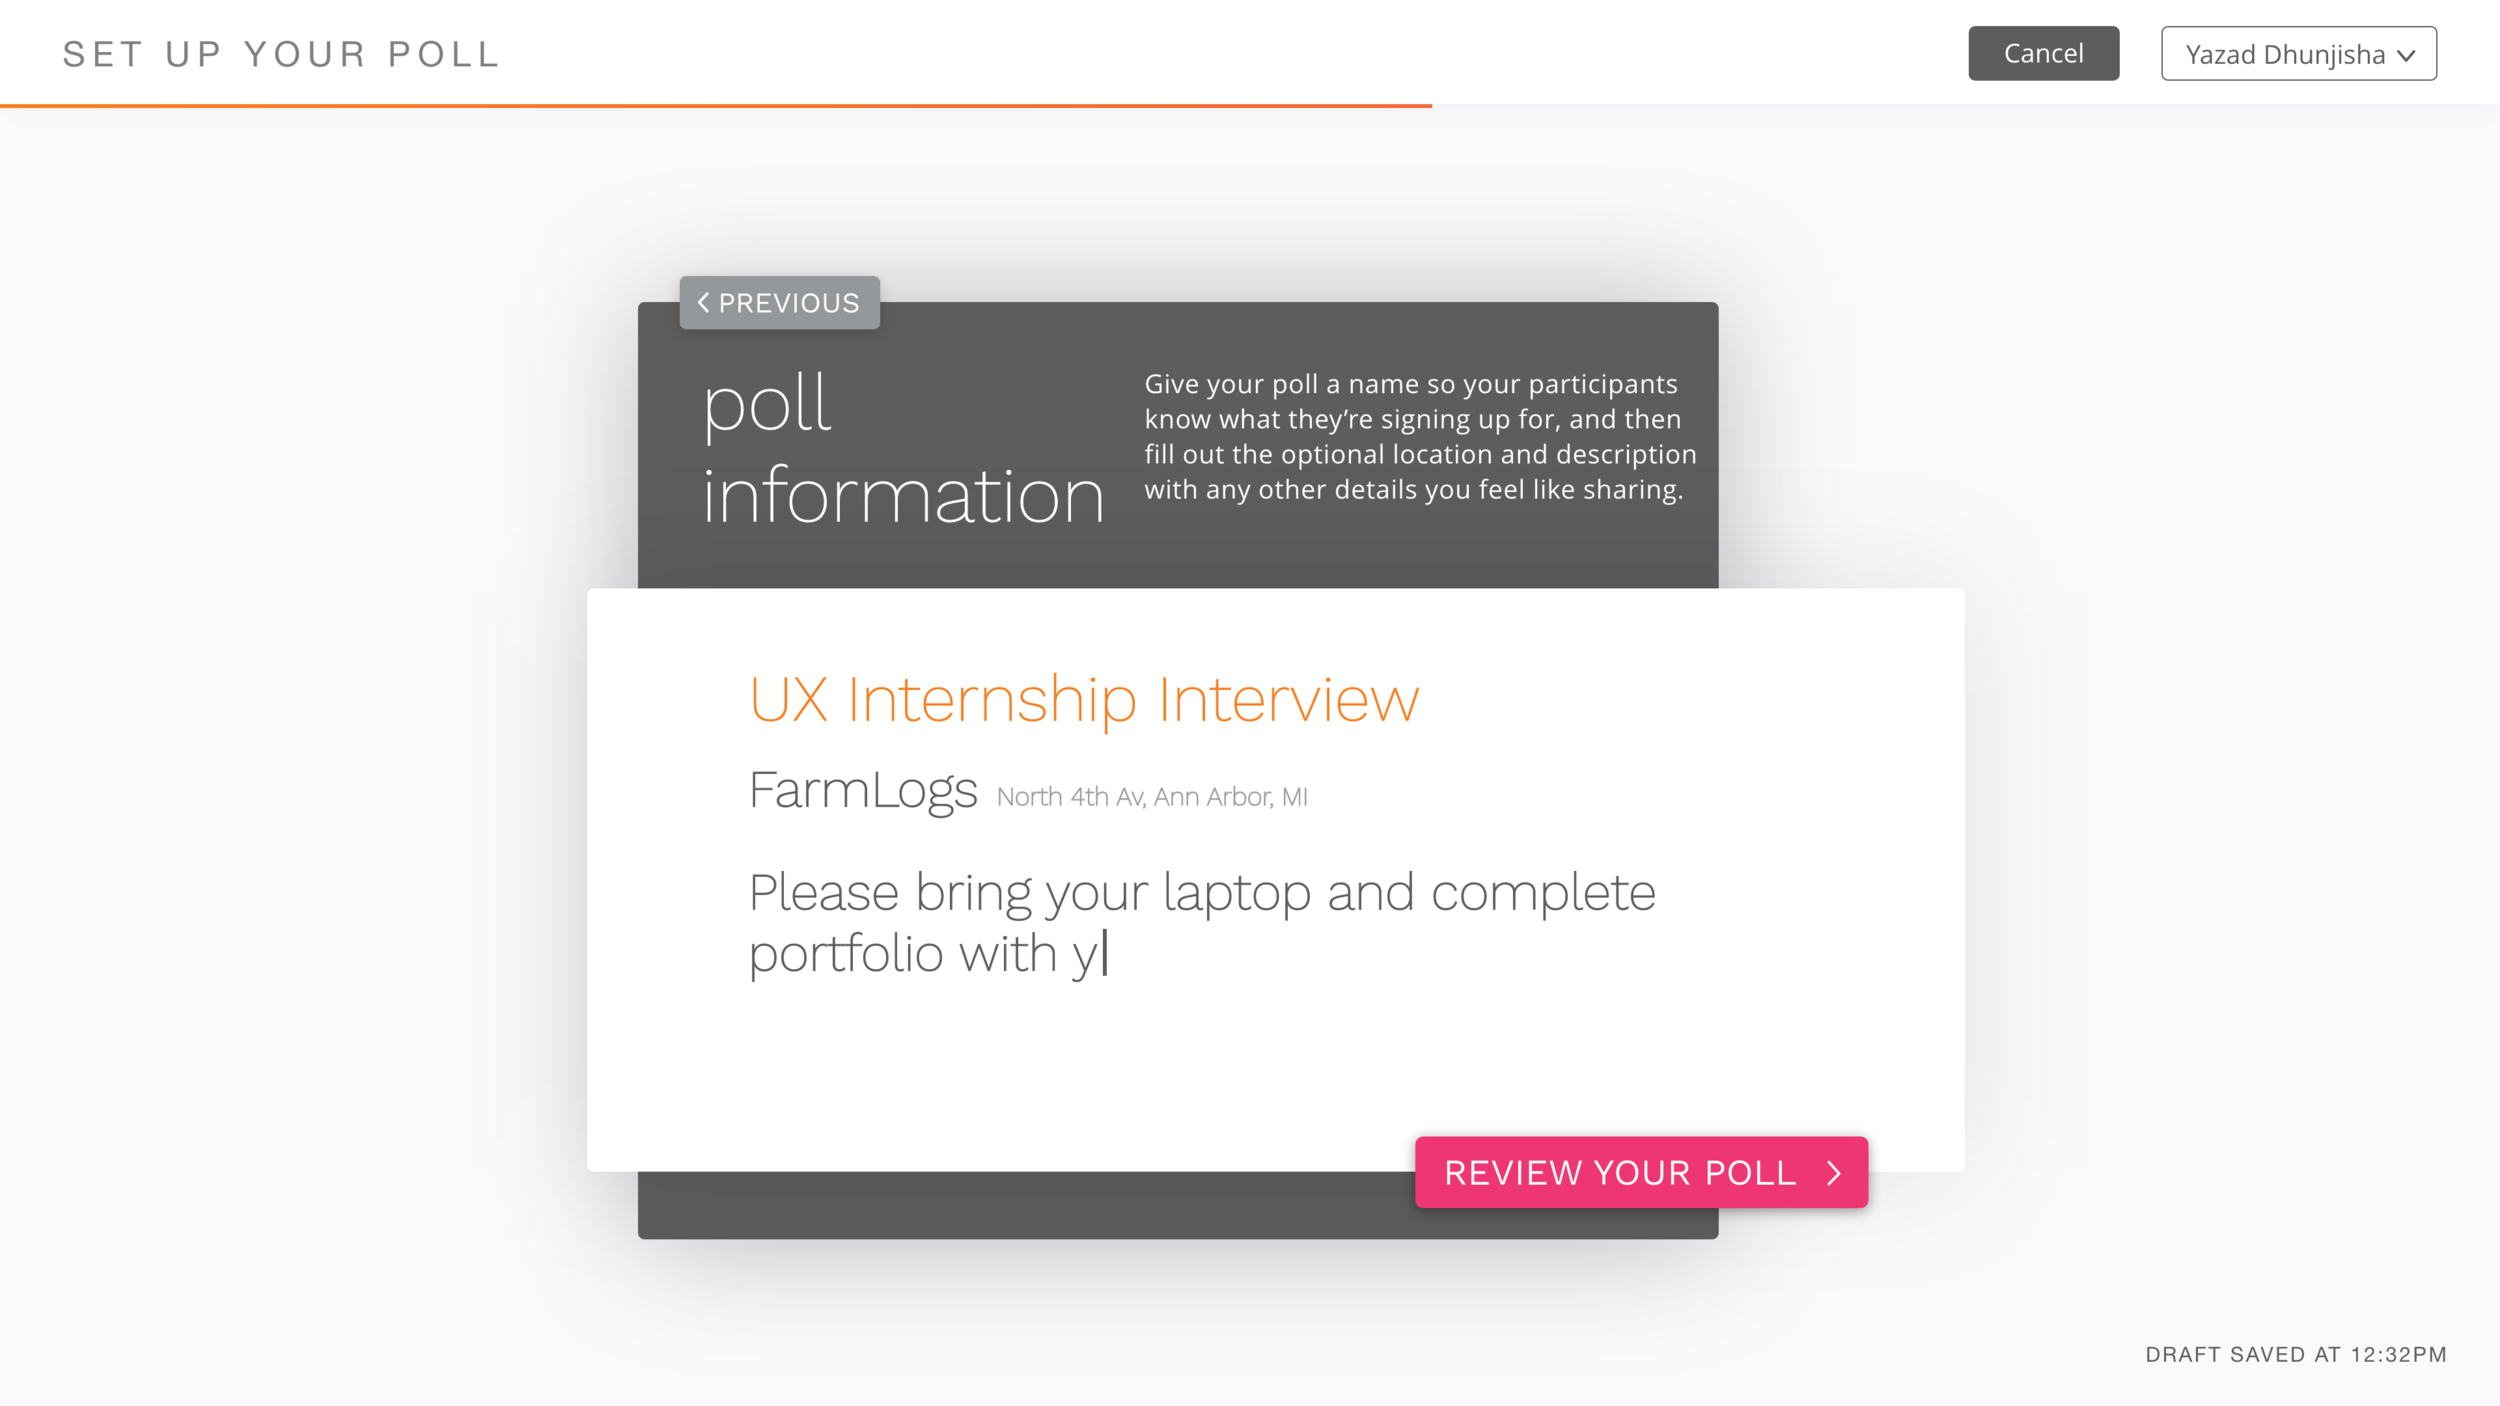 SET UP YOUR POLL
Cancel
Yazad Dhunjisha
PREVIOUS
poll
information
Give your poll a name so your participants
know what they’re signing up for, and then
fill out the optional location and description
with any other details you feel like sharing.
UX Internship Interview
FarmLogs North 4th Av, Ann Arbor, MI
Please bring your laptop and complete
portfolio with y
REVIEW YOUR POLL
DRAFT SAVED AT 12:32PM